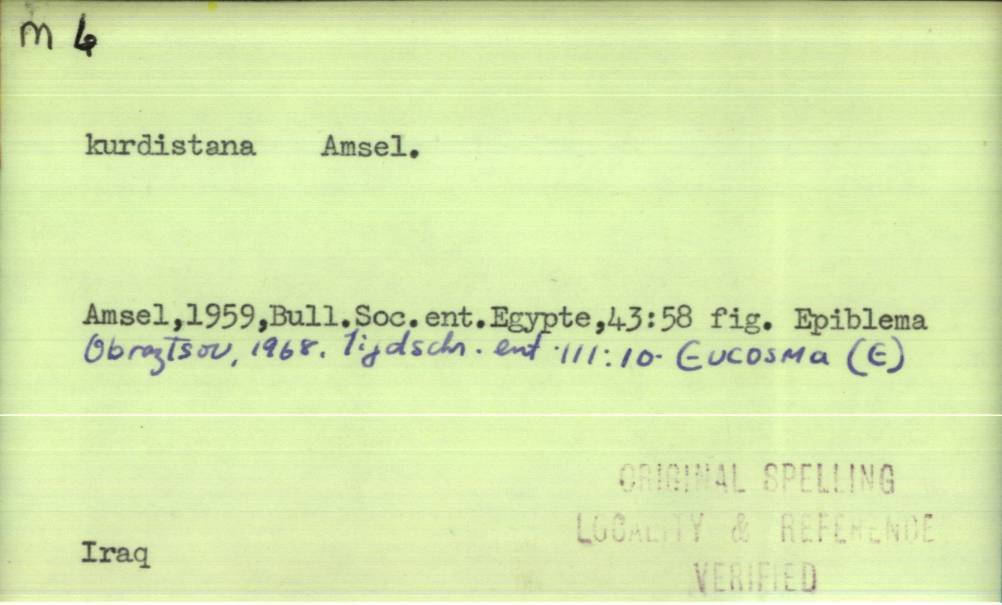 m 4
kurdistana Amsel.
Amsel,1959,Bull.Soc.ent.Egypte,43:58 fig. Epiblema
Obraztsov, 1968. Tijdschr. ent. 111:10. Eucosma (E)
ORIGINAL SPELLING
LOCALITY & REFERENCE
VERIFIED
Iraq